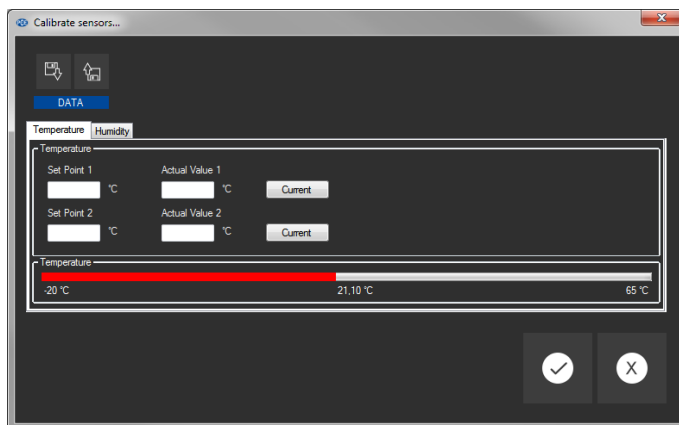 Calibrate sensors...
DATA
Temperature Humidity
Temperature
Set Point 1 Actual Value 1
°C °C Current
Set Point 2 Actual Value 2
°C °C Current
Temperature
-20 °C 21,10 °C 65 °C
X